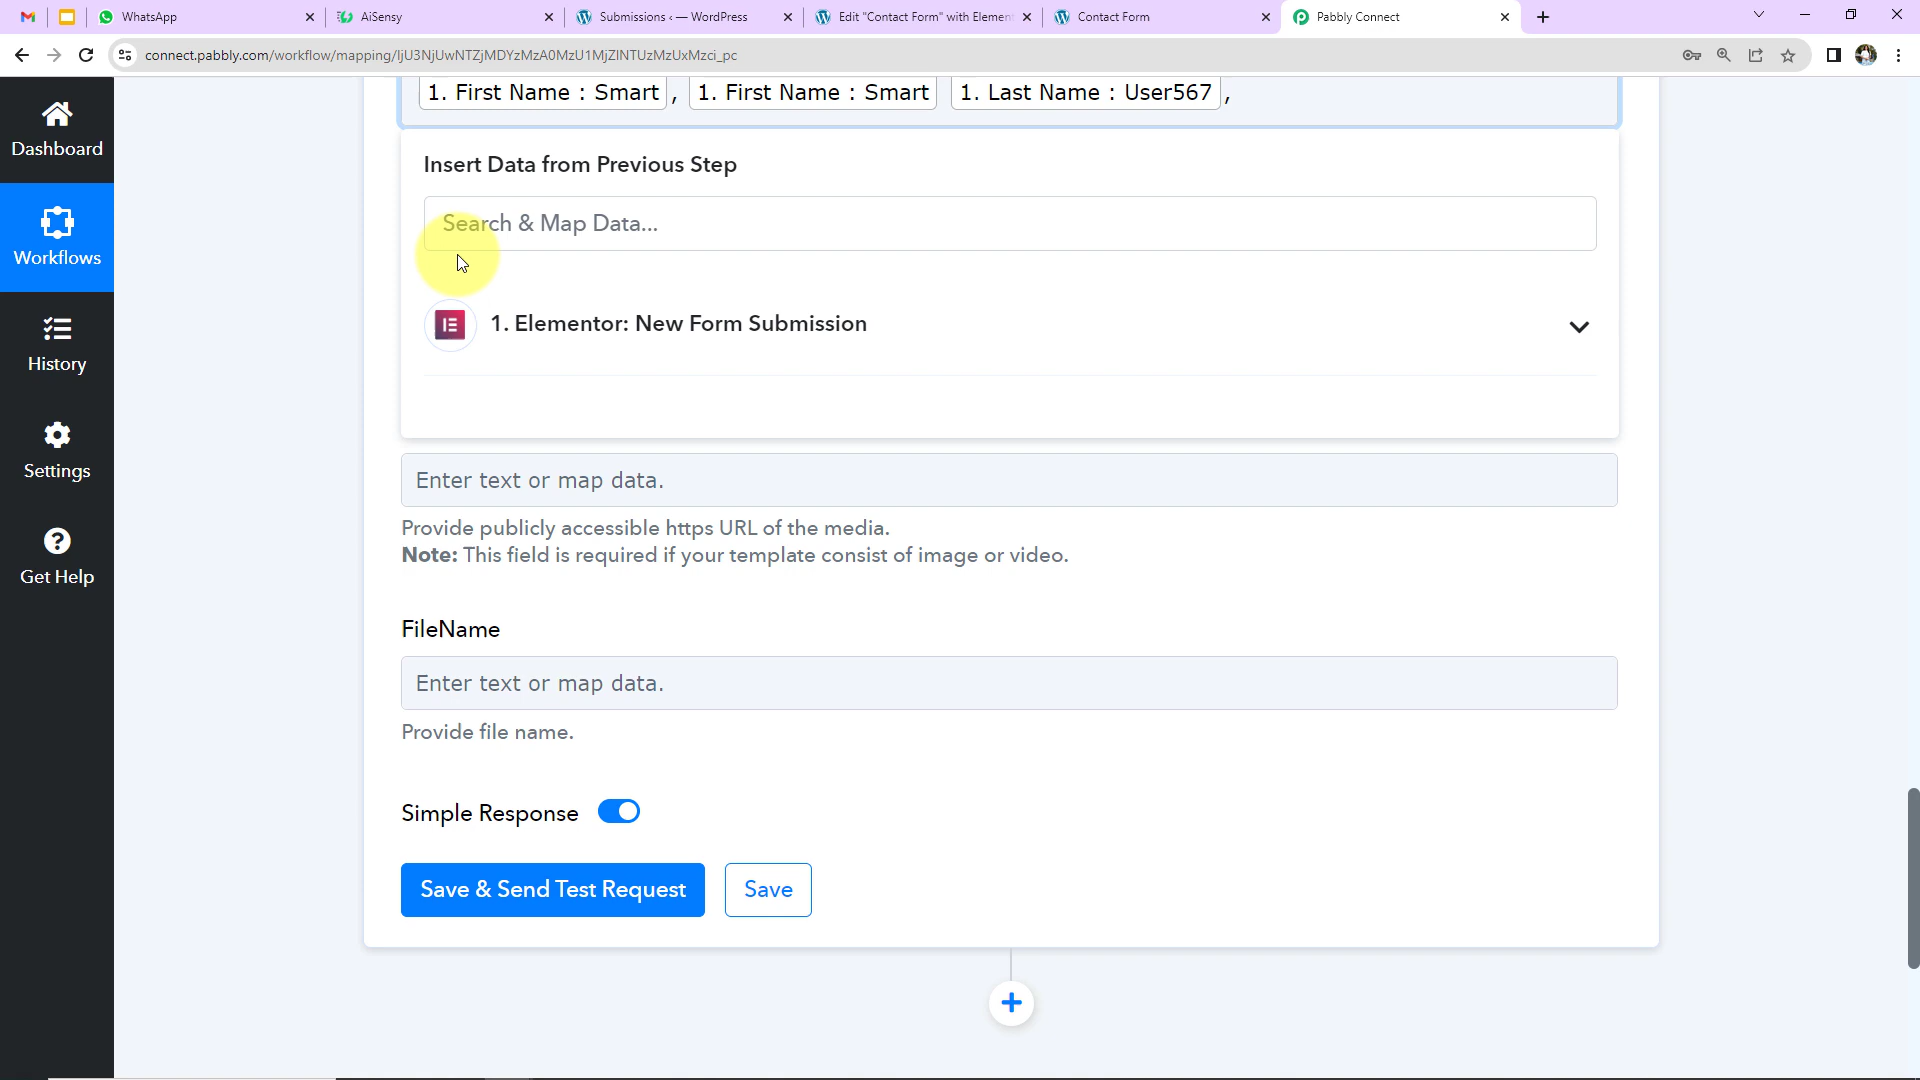 WhatsApp
AiSensy
Submissions ‹ — WordPress
Edit "Contact Form" with Elemen
Contact Form
Pabbly Connect
connect.pabbly.com/workflow/mapping/IjU3NjUwNTZjMDYzMzA0MzU1MjZlNTUzMzUxMzci_pc
Dashboard
Workflows
History
Settings
Get Help
1. First Name : Smart , 1. First Name : Smart 1. Last Name : User567 ,
Insert Data from Previous Step
Search & Map Data...
1. Elementor: New Form Submission
Enter text or map data.
Provide publicly accessible https URL of the media.
Note: This field is required if your template consist of image or video.
FileName
Enter text or map data.
Provide file name.
Simple Response
Save & Send Test Request
Save